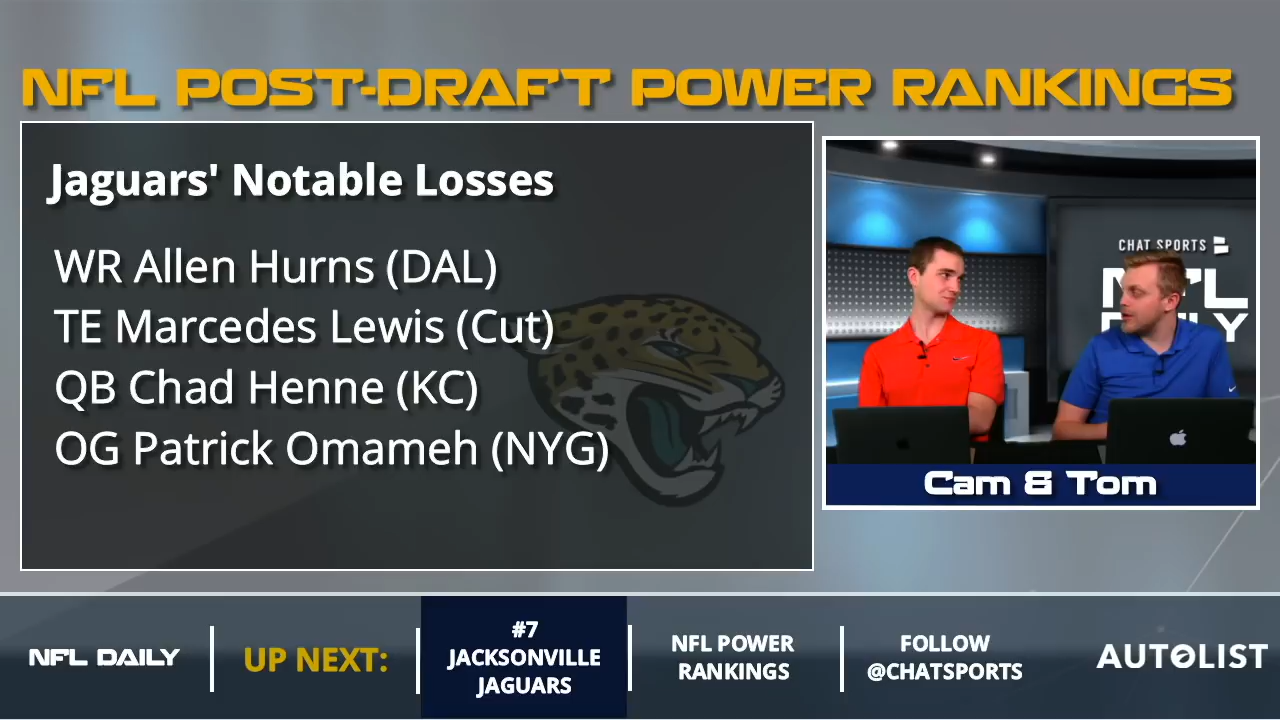 NFL POST-DRAFT POWER RANKINGS
Jaguars' Notable Losses
WR Allen Hurns (DAL)
TE Marcedes Lewis (Cut)
QB Chad Henne (KC)
OG Patrick Omameh (NYG)
CHAT SPORTS
NFL
DAILY
Cam & Tom
NFL DAILY
UP NEXT:
#7
JACKSONVILLE
JAGUARS
NFL POWER
RANKINGS
FOLLOW
@CHATSPORTS
AUTOLIST